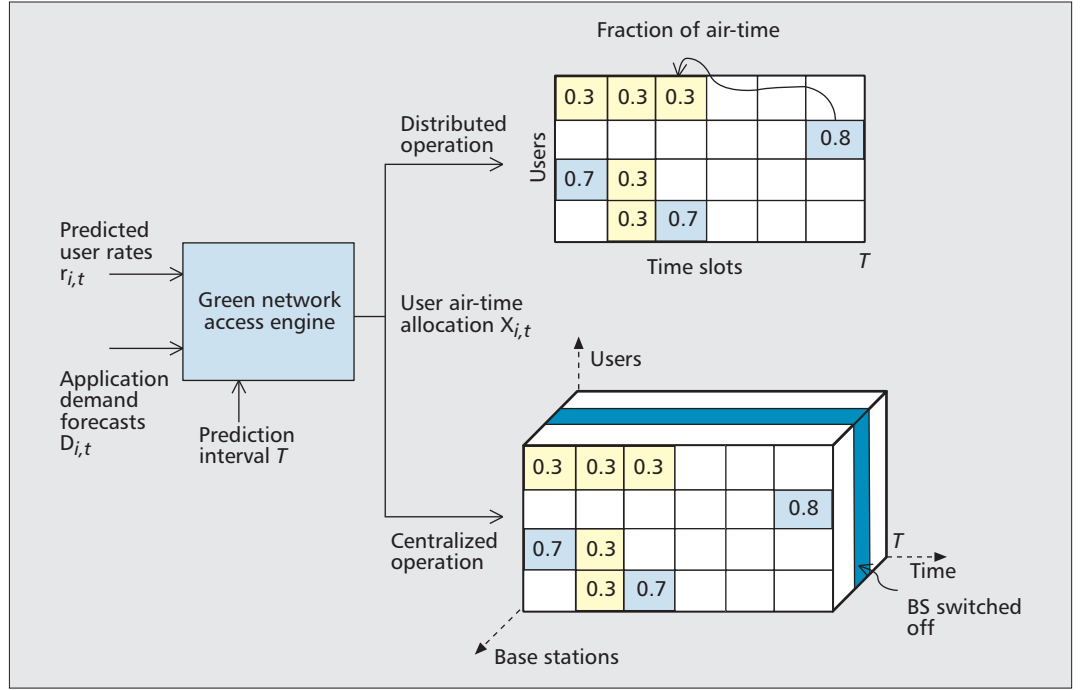 Fraction of air-time
0.3 0.3 0.3
0.8
0.7 0.3
0.3 0.7
Users
Time slots
T
Distributed
operation
Predicted
user rates
r_{i,t}
Green network
access engine
User air-time
allocation X_{i,t}
Application
demand
forecasts
D_{i,t}
Prediction
interval T
Centralized
operation
Users
0.3 0.3 0.3
0.8
0.7 0.3
0.3 0.7
T
Time
BS switched
off
Base stations